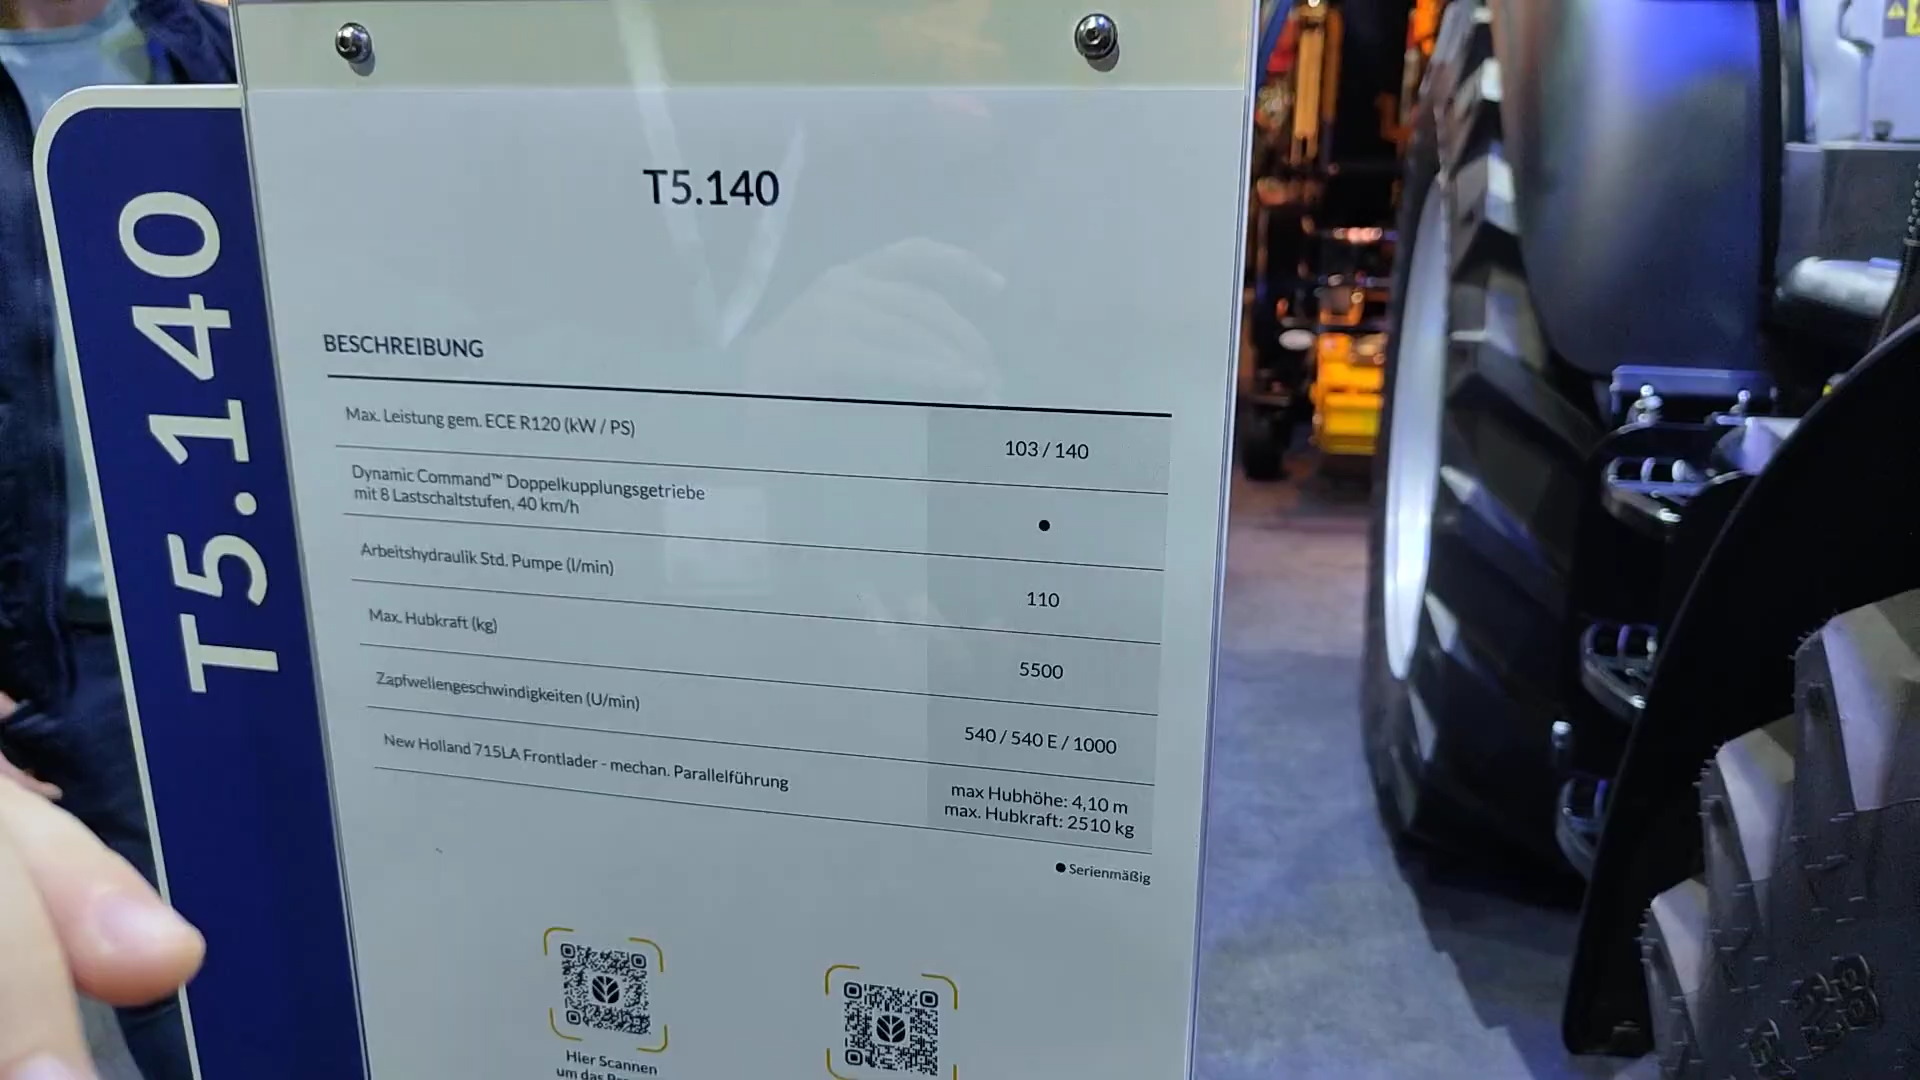 T5.140
T5.140
BESCHREIBUNG
Max. Leistung gem. ECE R120 (kW / PS)
103 / 140
Dynamic Command™ Doppelkupplungsgetriebe
mit 8 Lastschaltstufen, 40 km/h
●
Arbeitshydraulik Std. Pumpe (l/min)
110
Max. Hubkraft (kg)
5500
Zapfwellengeschwindigkeiten (U/min)
540 / 540 E / 1000
New Holland 715LA Frontlader - mechan. Parallelführung
max Hubhöhe: 4,10 m
max. Hubkraft: 2510 kg
● Serienmäßig
Hier Scannen
um das